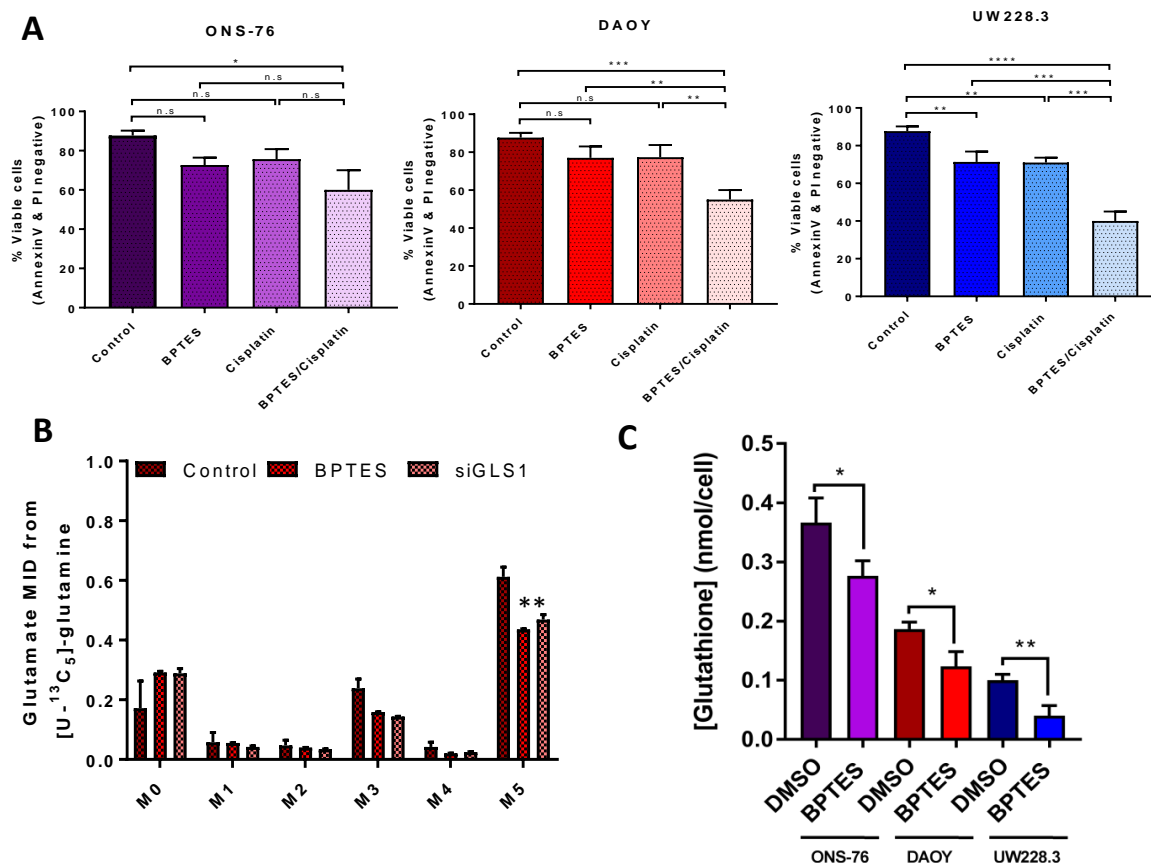 A
ONS-76
*
n.s
n.s
n.s
n.s
% Viable cells
(AnnexinV & PI negative)
100
80
60
40
20
0
Control
BPTES
Cisplatin
BPTES/Cisplatin
DAOY
***
**
n.s
**
n.s
% Viable cells
(AnnexinV & PI negative)
100
80
60
40
20
0
Control
BPTES
Cisplatin
BPTES/Cisplatin
UW228.3
****
***
**
***
**
% Viable cells
(AnnexinV & PI negative)
100
80
60
40
20
0
Control
BPTES
Cisplatin
BPTES/Cisplatin
B
Control BPTES siGLS1
Glutamate MID from
[U-¹³C₅]-glutamine
1.0
0.8
0.6
0.4
0.2
0.0
**
M0
M1
M2
M3
M4
M5
C
[Glutathione] (nmol/cell)
0.5
0.4
0.3
0.2
0.1
0.0
*
*
**
DMSO
BPTES
DMSO
BPTES
DMSO
BPTES
ONS-76 DAOY UW228.3